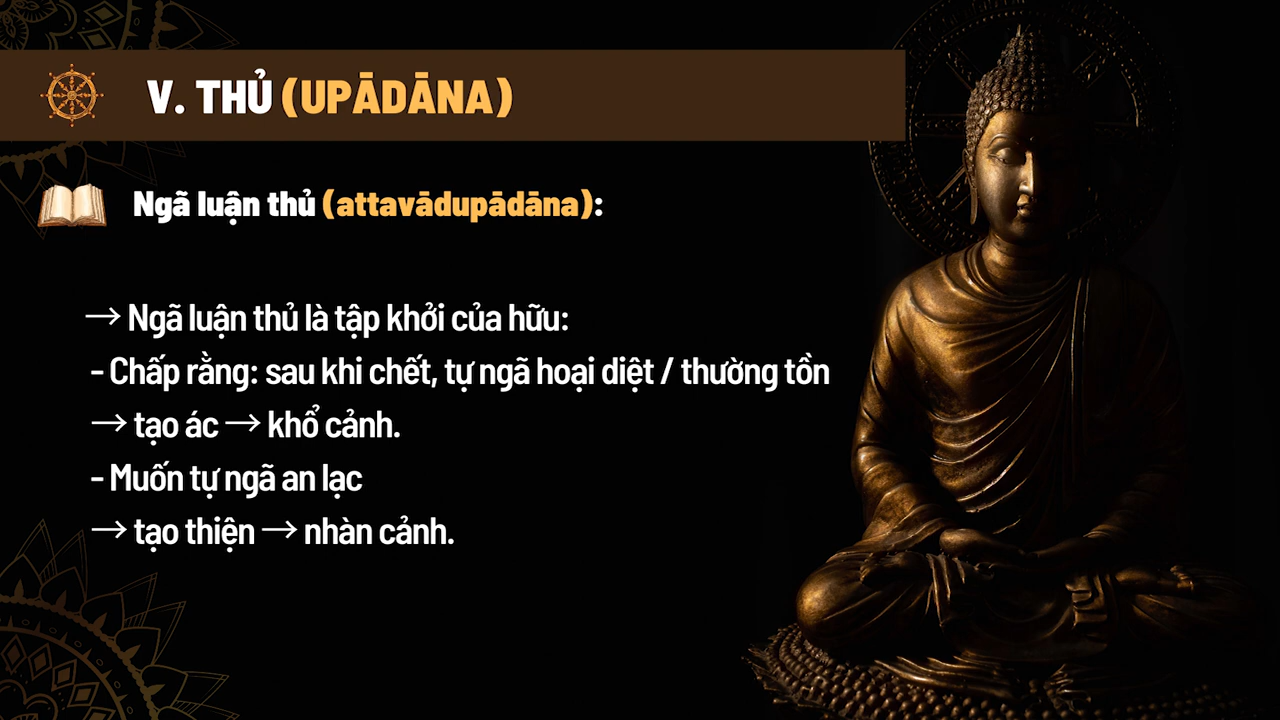 V. THỦ (UPĀDĀNA)
Ngã luận thủ (attavādupādāna):
→ Ngã luận thủ là tập khởi của hữu:
- Chấp rằng: sau khi chết, tự ngã hoại diệt / thường tồn
→ tạo ác → khổ cảnh.
- Muốn tự ngã an lạc
→ tạo thiện → nhàn cảnh.